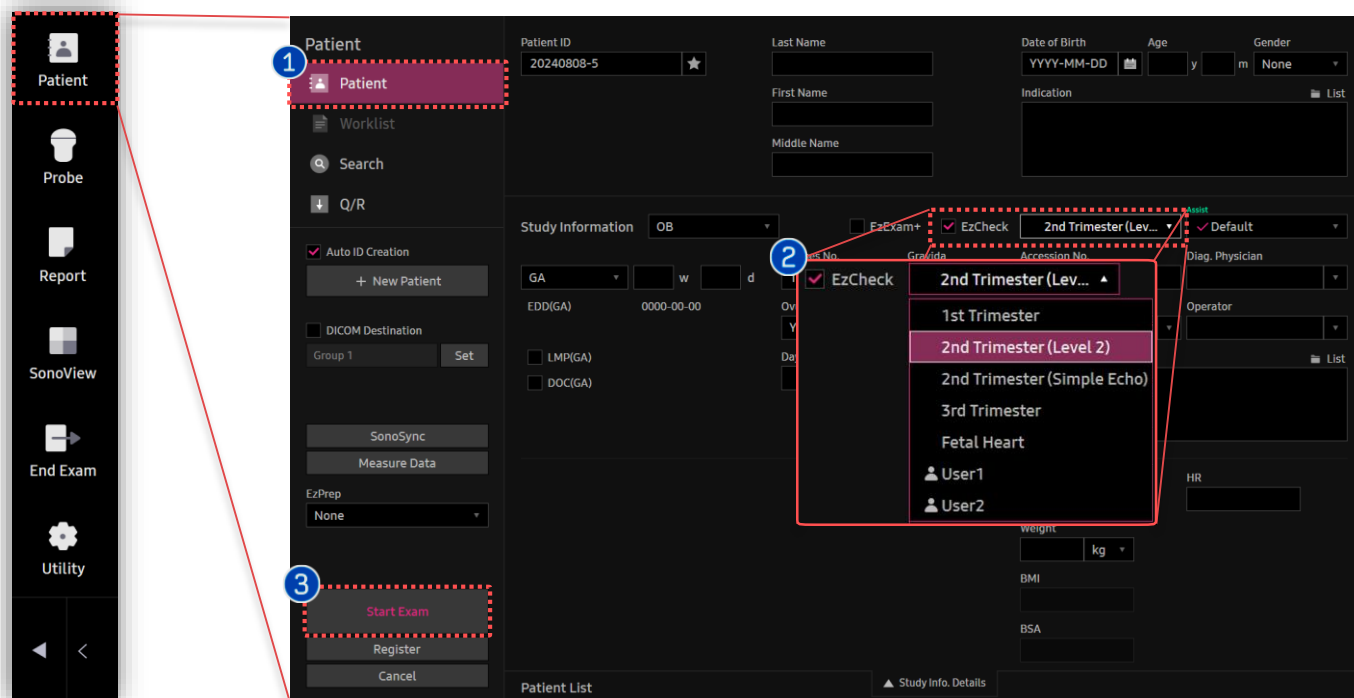 Patient
Probe
Report
SonoView
End Exam
Utility
Patient
1
Patient
Worklist
Search
Q/R
Auto ID Creation
+ New Patient
DICOM Destination
Group 1 Set
SonoSync
Measure Data
EzPrep
None
3
Start Exam
Register
Cancel
Patient ID
20240808-5
Last Name
First Name
Middle Name
Date of Birth Age Gender
YYYY-MM-DD y m None
Indication List
Study Information OB
EzExam+ EzCheck 2nd Trimester (Lev... Assist Default
GA w d
EDD(GA) 0000-00-00
LMP(GA)
DOC(GA)
No. Gravida Accession No. Diag. Physician
Operator
List
2
EzCheck 2nd Trimester (Lev...
1st Trimester
2nd Trimester (Level 2)
2nd Trimester (Simple Echo)
3rd Trimester
Fetal Heart
User1
User2
HR
Weight
kg
BMI
BSA
Patient List
Study Info. Details